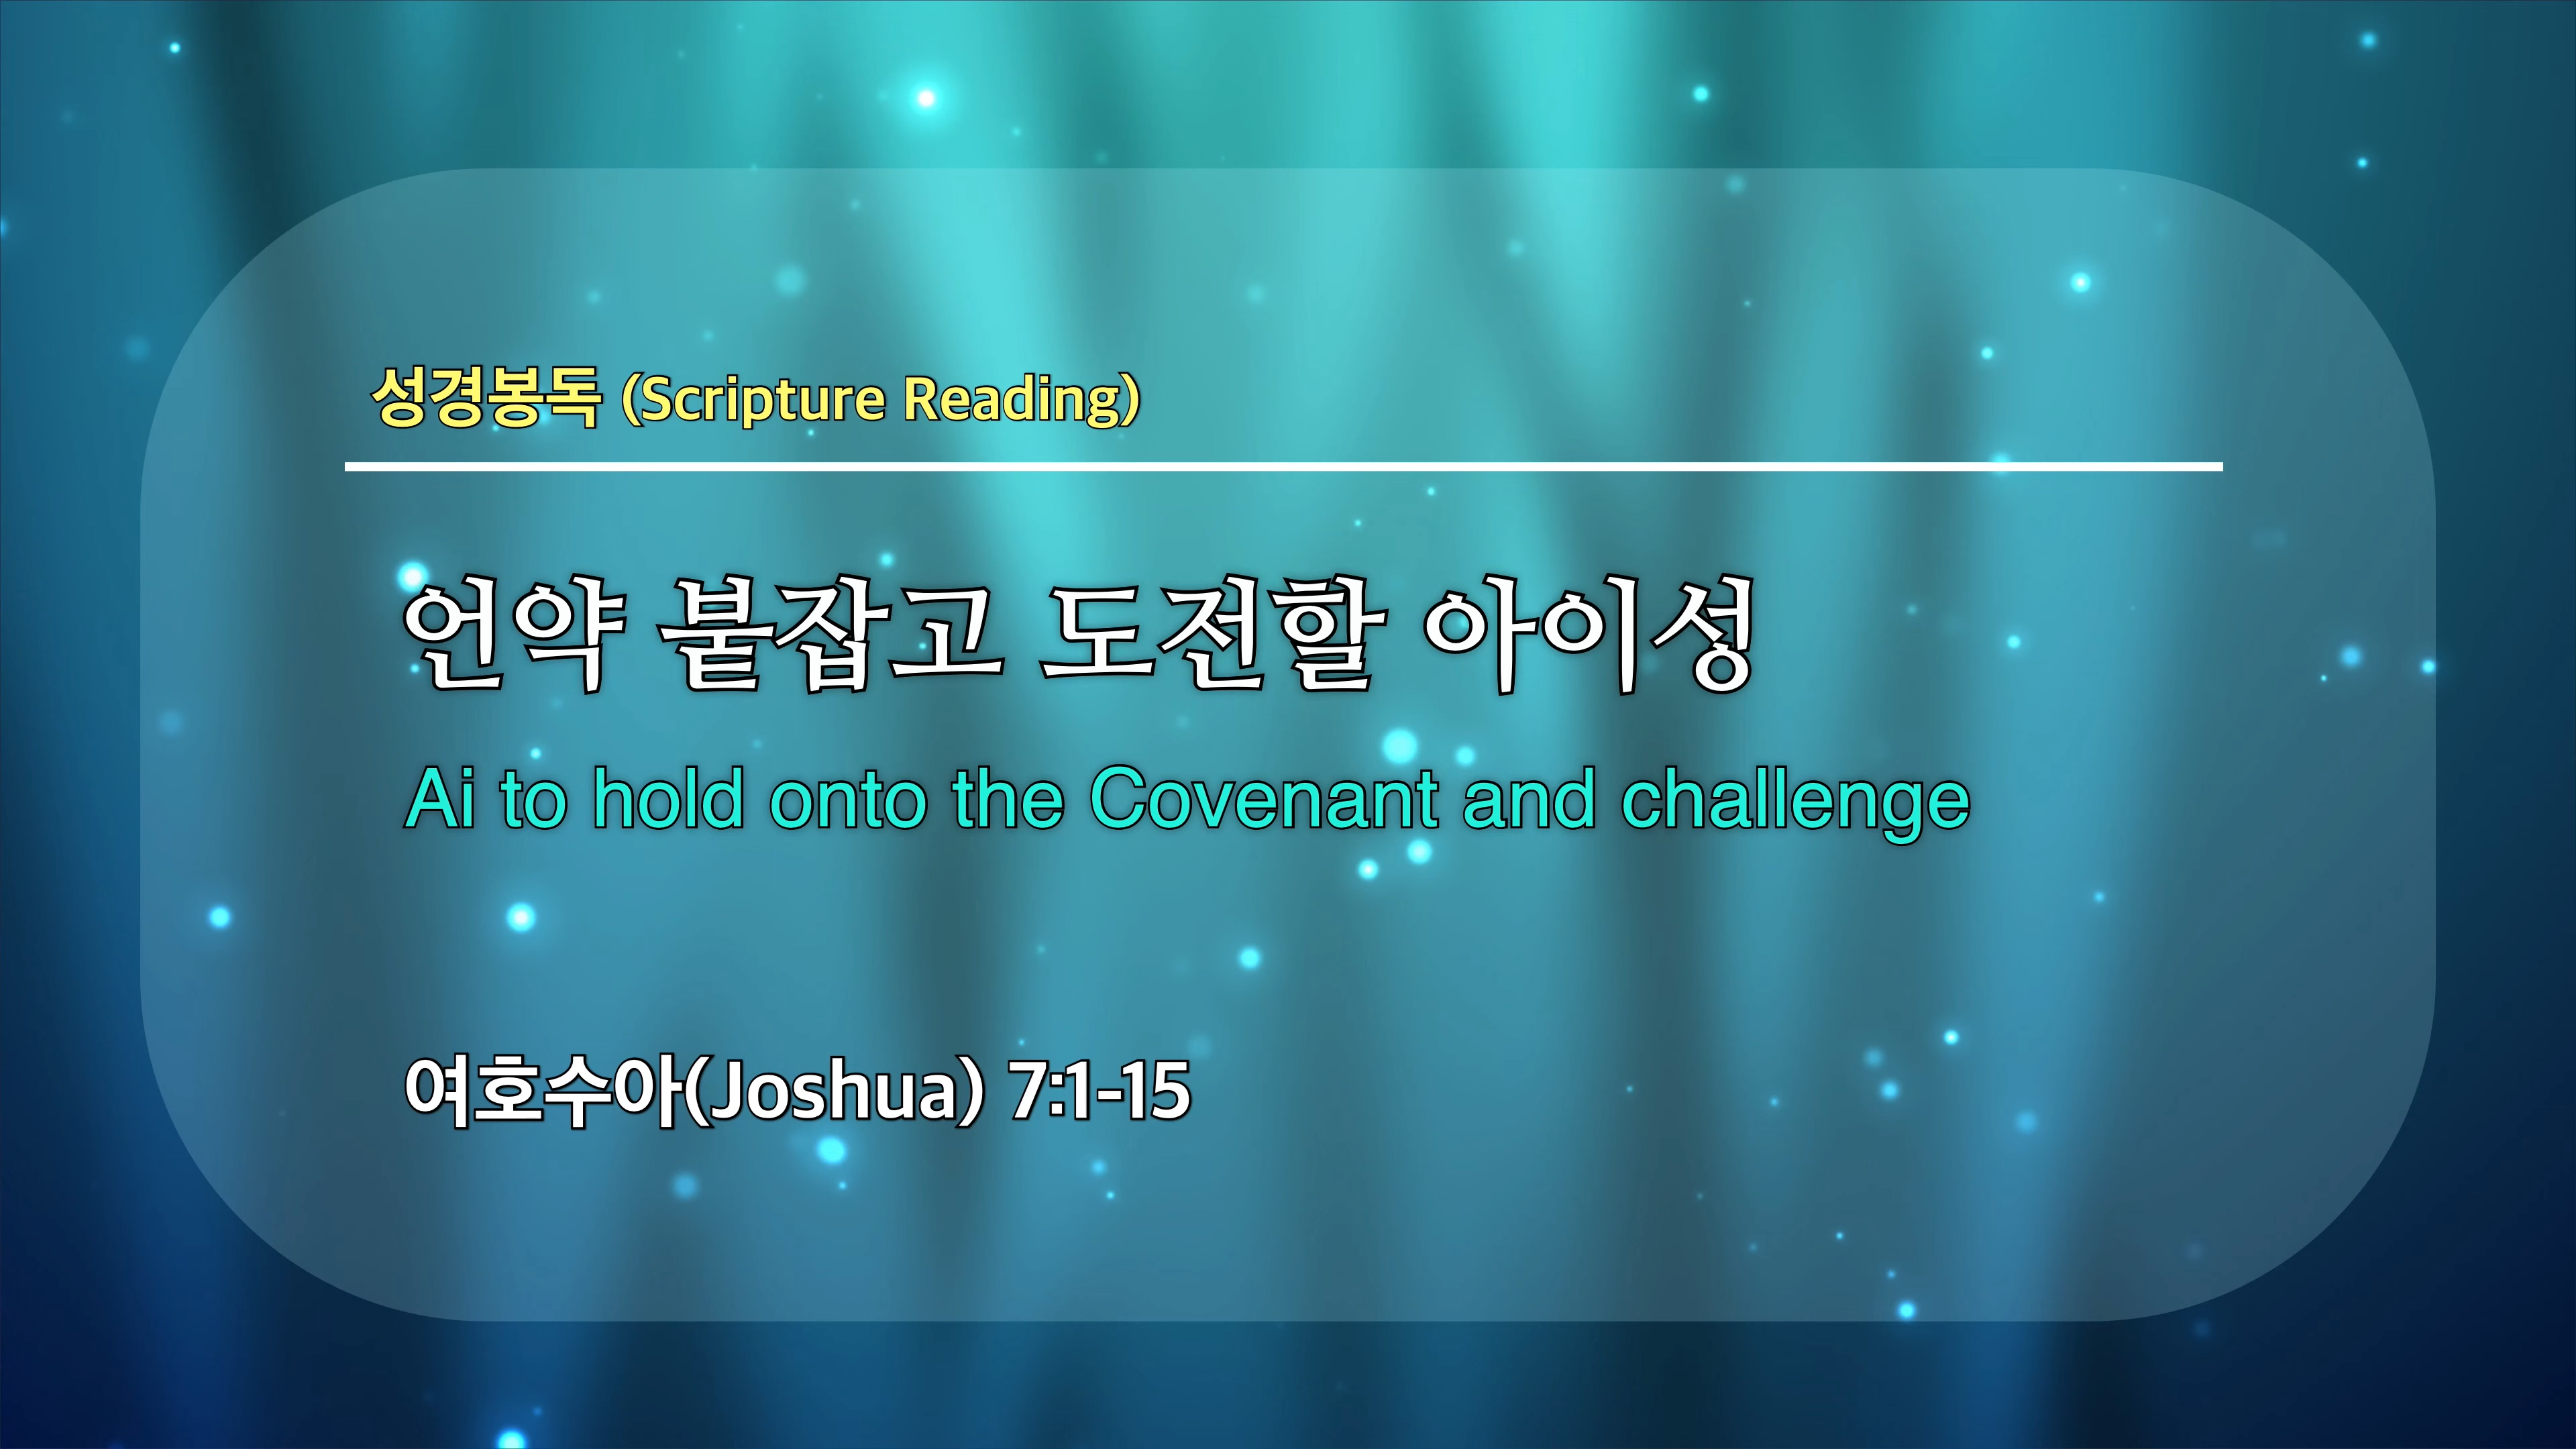 성경봉독 (Scripture Reading)
언약 붙잡고 도전할 아이성
Ai to hold onto the Covenant and challenge
여호수아(Joshua) 7:1-15